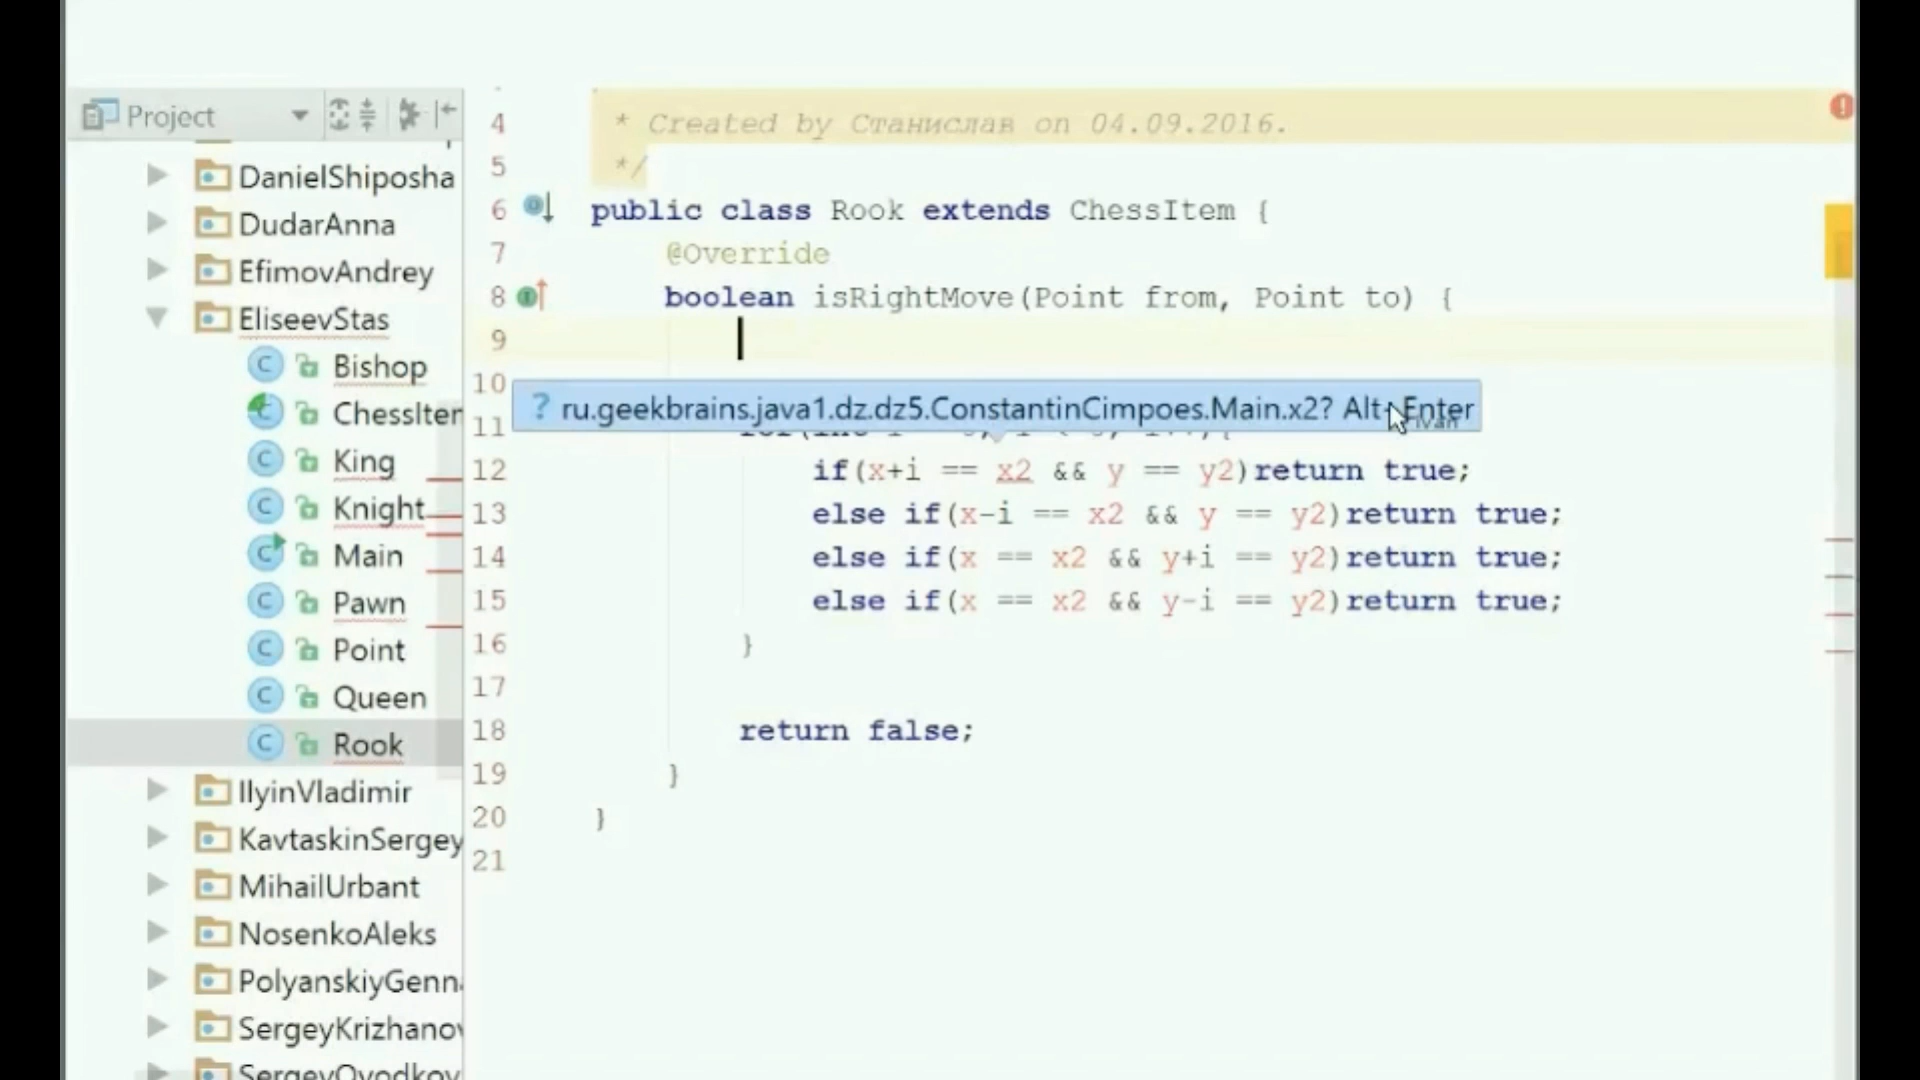 Project
DanielShiposha
DudarAnna
EfimovAndrey
EliseevStas
Bishop
ChessIter
King
Knight
Main
Pawn
Point
Queen
Rook
IlyinVladimir
KavtaskinSergey
MihailUrbant
NosenkoAleks
PolyanskiyGenn
SergeyKrizhanov
SergeyOvodkov
4 * Created by Станислав on 04.09.2016.
5 */
6 public class Rook extends ChessItem {
7 @Override
8 boolean isRightMove(Point from, Point to) {
9
10
? ru.geekbrains.java1.dz.dz5.ConstantinCimpoes.Main.x2? Alt+Enter
Ivan
11
12 if(x+i == x2 && y == y2)return true;
13 else if(x-i == x2 && y == y2)return true;
14 else if(x == x2 && y+i == y2)return true;
15 else if(x == x2 && y-i == y2)return true;
16 }
17
18 return false;
19 }
20 }
21